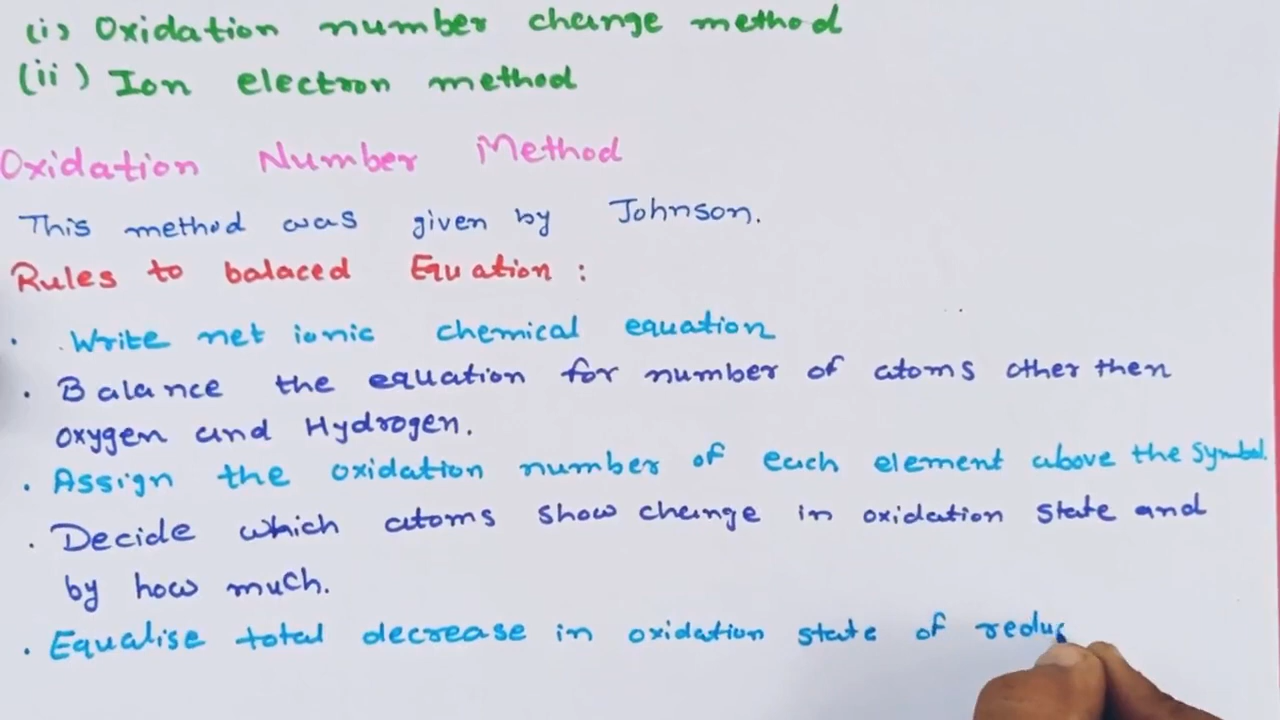 (i) Oxidation number change method
(ii) Ion electron method
Oxidation Number Method
This method was given by Johnson.
Rules to balaced Equation :
. Write net ionic chemical equation
. Balance the equation for number of atoms other then
oxygen and Hydrogen.
. Assign the oxidation number of each element above the symbol.
. Decide which atoms show change in oxidation state and
by how much.
. Equalise total decrease in oxidation state of reduc